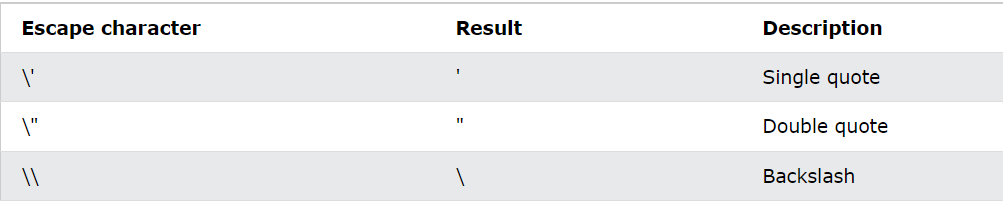 Escape character Result Description
\' ' Single quote
\" " Double quote
\\ \ Backslash